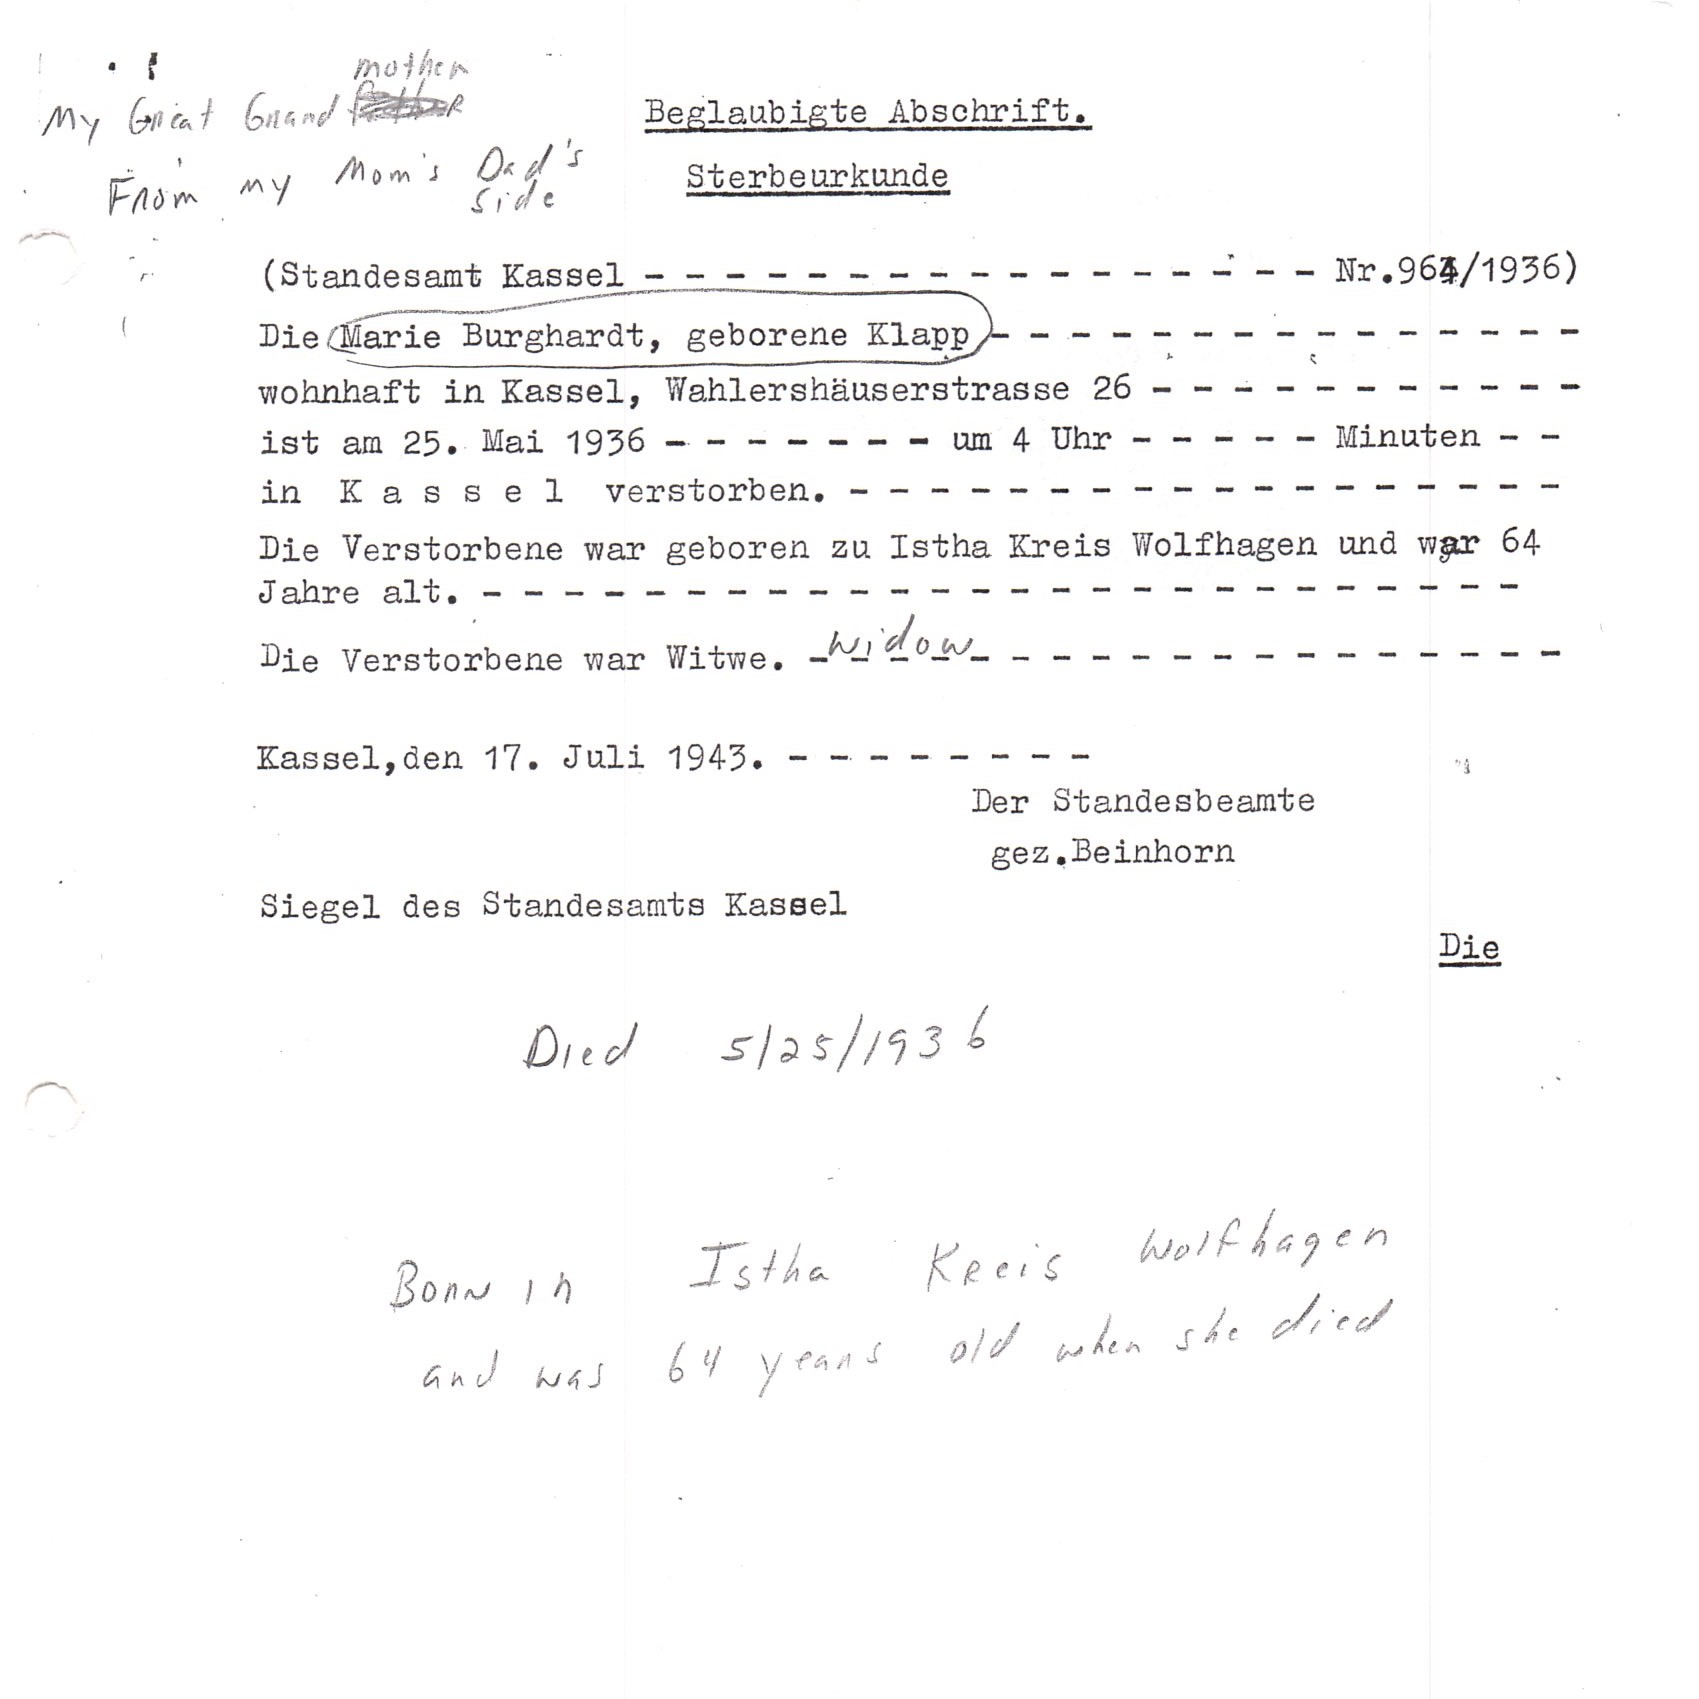 mother
My Great Grand
From my Mom's Dad's
side
Beglaubigte Abschrift.
Sterbeurkunde
(Standesamt Kassel - - - - - - - - - - - - - - - - - Nr.964/1936)
Die Marie Burghardt, geborene Klapp - - - - - - - - - - - - - - -
wohnhaft in Kassel, Wahlershäuserstrasse 26 - - - - - - - - - - -
ist am 25. Mai 1936 - - - - - - - um 4 Uhr - - - - - Minuten - -
in K a s s e l verstorben. - - - - - - - - - - - - - - - - - -
Die Verstorbene war geboren zu Istha Kreis Wolfhagen und war 64
Jahre alt. - - - - - - - - - - - - - - - - - - - - - - - - - -
Die Verstorbene war Witwe. - - - - - - - - - - - - - - - - - - -
widow
Kassel,den 17. Juli 1943. - - - - - - - -
Der Standesbeamte
gez.Beinhorn
Siegel des Standesamts Kassel
Die
Died 5/25/1936
Born in Istha Kreis Wolfhagen
and was 64 years old when she died